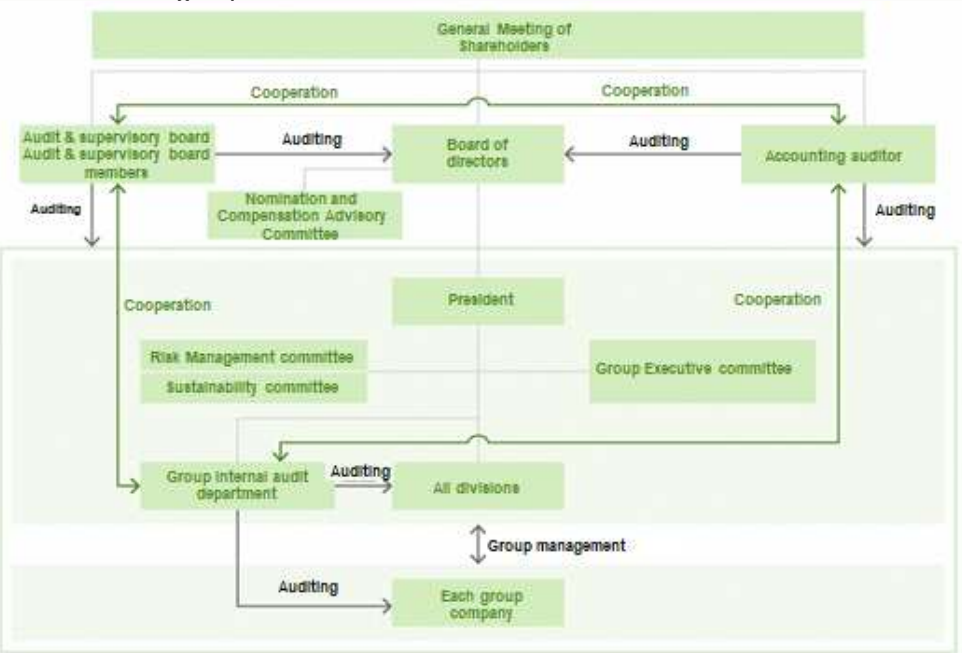 General Meeting of
Shareholders
Cooperation
Cooperation
Audit & supervisory board
Audit & supervisory board
members
Auditing
Board of
directors
Auditing
Accounting auditor
Auditing
Nomination and
Compensation Advisory
Committee
Auditing
Cooperation
President
Cooperation
Risk Management committee
Sustainability committee
Group Executive committee
Group internal audit
department
Auditing
All divisions
Group management
Auditing
Each group
company